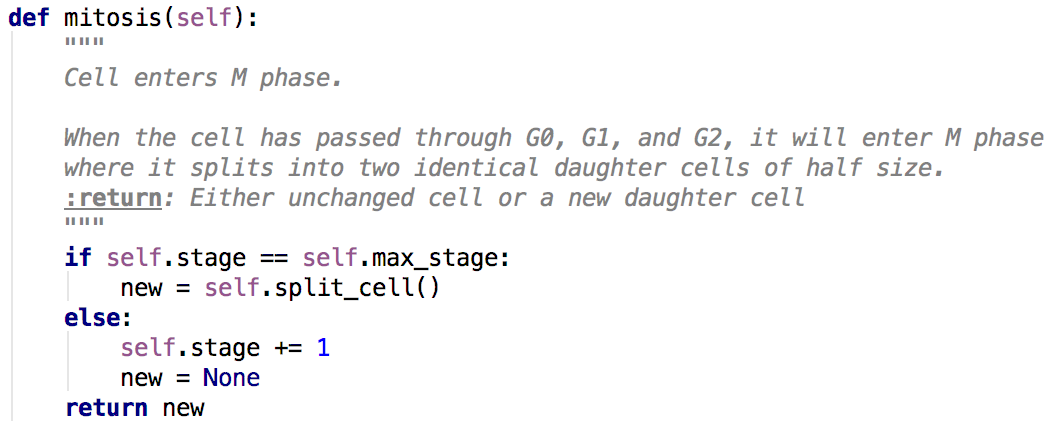 def mitosis(self):
    """
    Cell enters M phase.

    When the cell has passed through G0, G1, and G2, it will enter M phase
    where it splits into two identical daughter cells of half size.
    :return: Either unchanged cell or a new daughter cell
    """
    if self.stage == self.max_stage:
        new = self.split_cell()
    else:
        self.stage += 1
        new = None
    return new